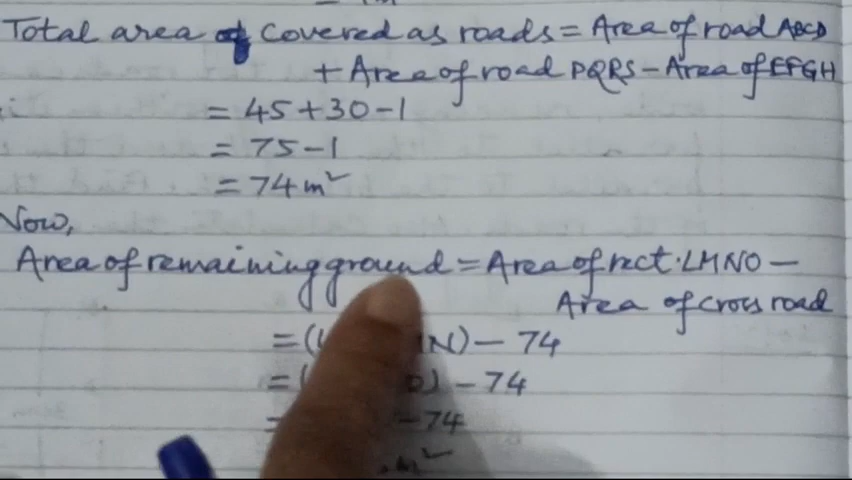 Total area of covered as roads = Area of road ABCD
+ Area of road PQRS - Area of EFGH
= 45 + 30 - 1
= 75 - 1
= 74 m²
Now,
Area of remaining ground = Area of rect. LMNO -
Area of cross road
= ( N) - 74
= ( ) - 74
= - 74
m²